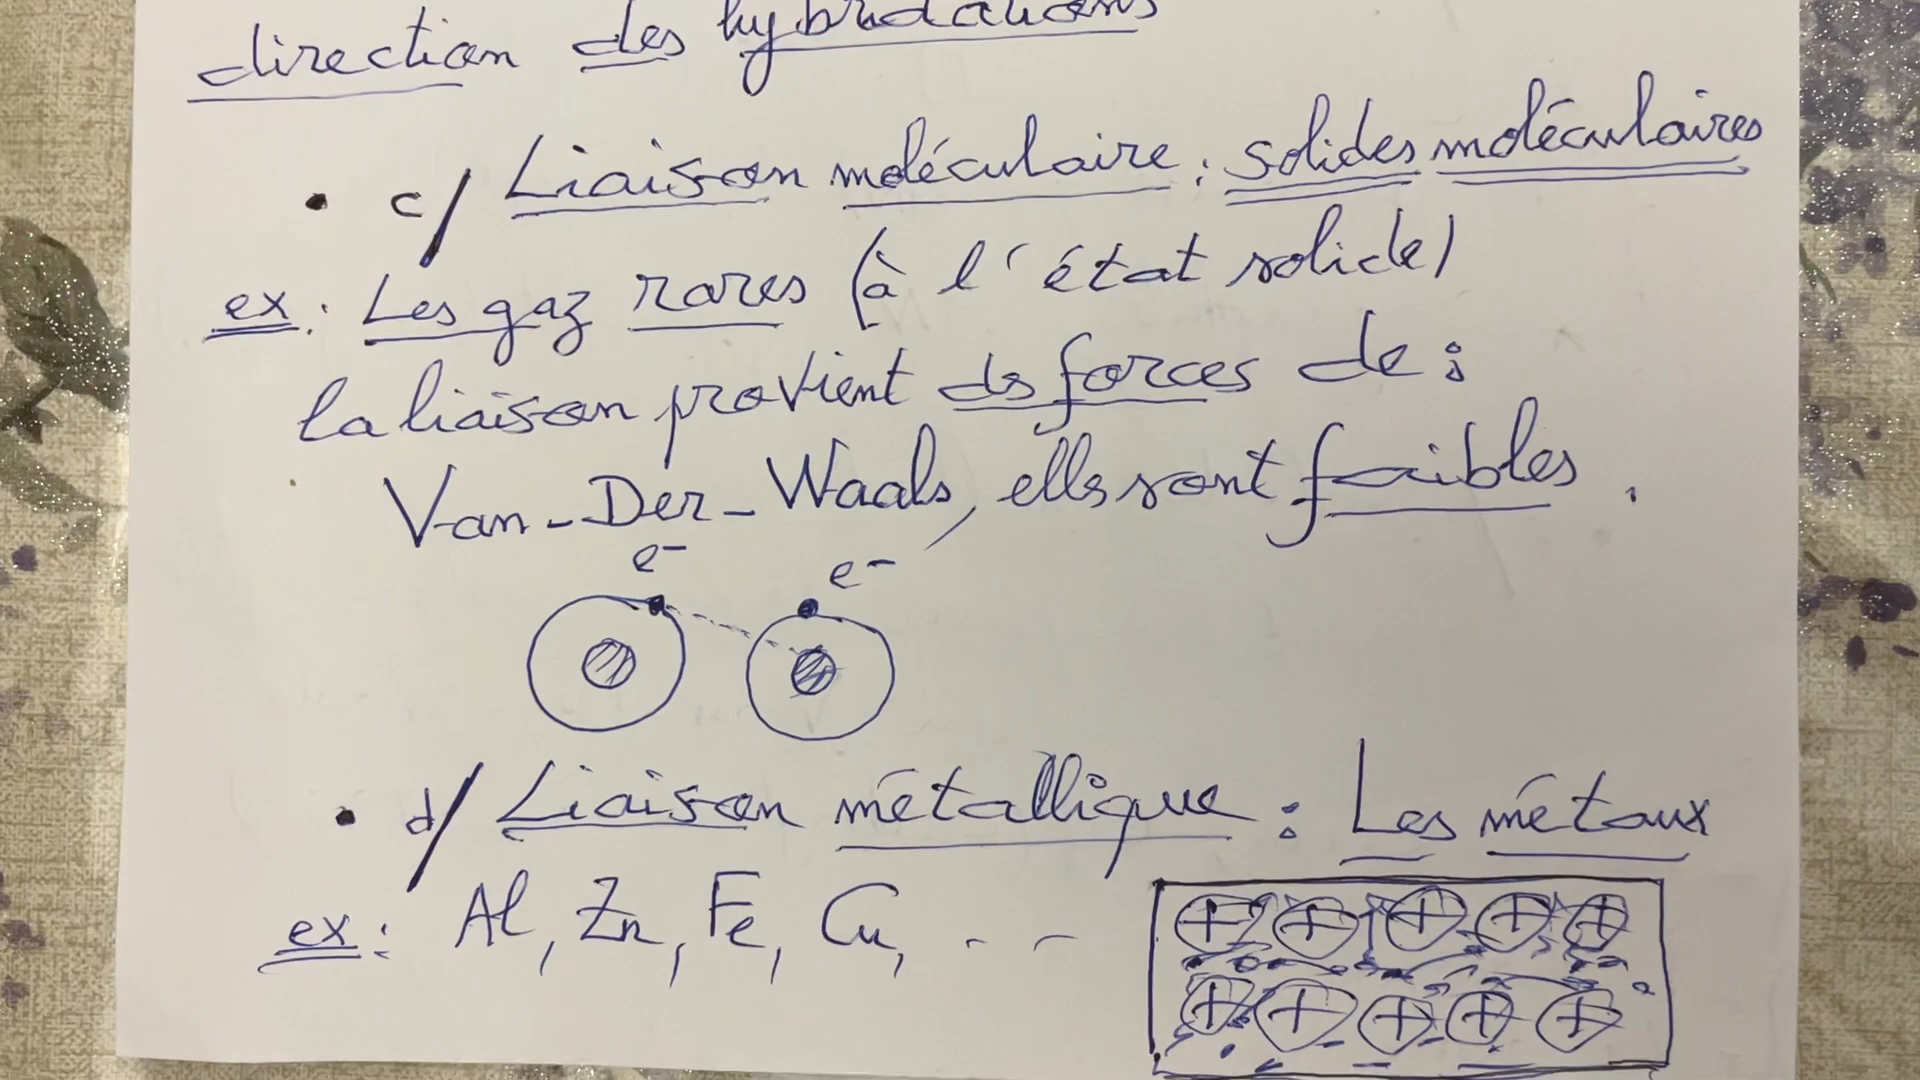 direction des hybridations
• c/ Liaison moléculaire : solides moléculaires
ex : Les gaz rares (à l'état solide)
la liaison provient ds forces de :
Van-Der-Waals, elles sont faibles .
e- e-
• d/ Liaison métallique : Les métaux
ex : Al, Zn, Fe, Cu, - -
+ + + + +
+ + + + +